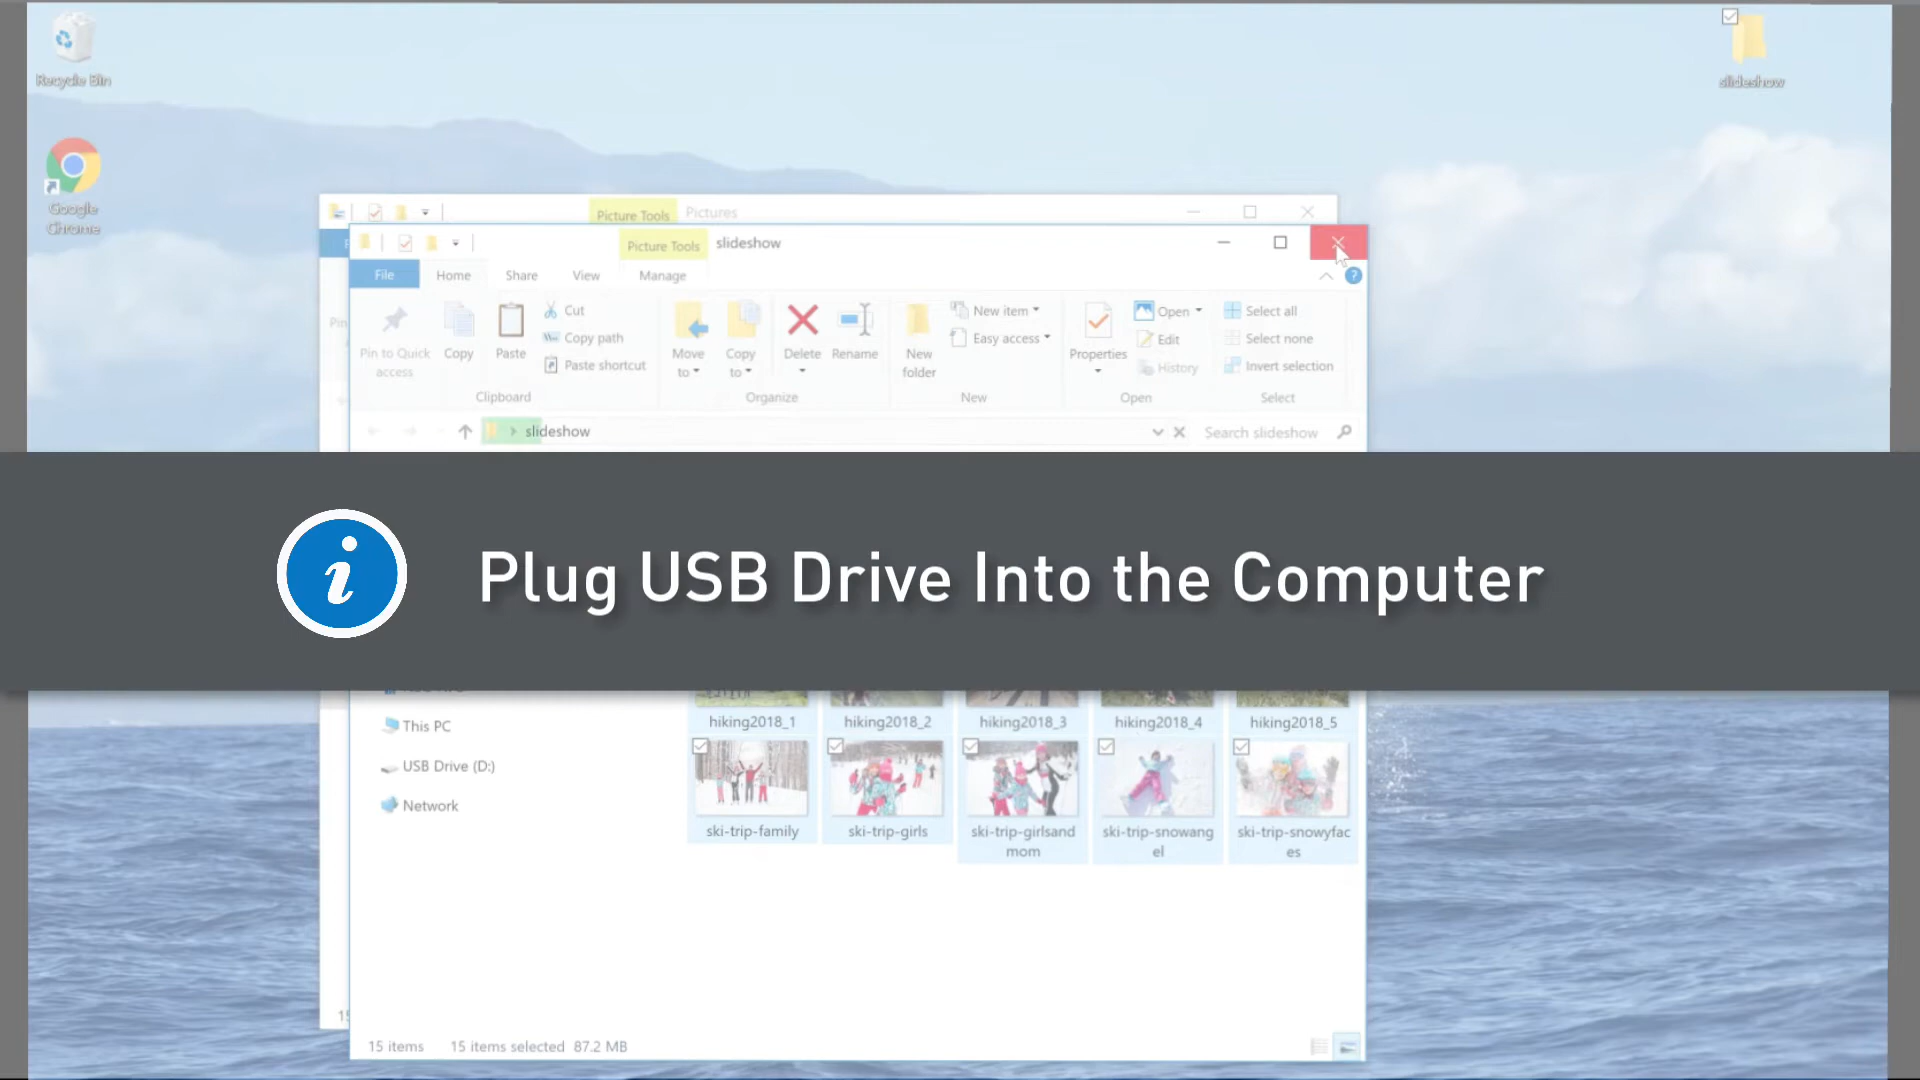 Recycle Bin
slideshow
Google
Chrome
Picture Tools
Pictures
Picture Tools
slideshow
File
Home
Share
View
Manage
Pin to Quick
access
Copy
Paste
Cut
Copy path
Paste shortcut
Clipboard
Move
to
Copy
to
Delete
Rename
Organize
New
folder
New item
Easy access
New
Properties
Open
Edit
History
Open
Select all
Select none
Invert selection
Select
slideshow
Search slideshow
Plug USB Drive Into the Computer
hiking2018_1
hiking2018_2
hiking2018_3
hiking2018_4
hiking2018_5
This PC
USB Drive (D:)
Network
ski-trip-family
ski-trip-girls
ski-trip-girlsand
mom
ski-trip-snowang
el
ski-trip-snowyfac
es
15 items
15 items selected
87.2 MB